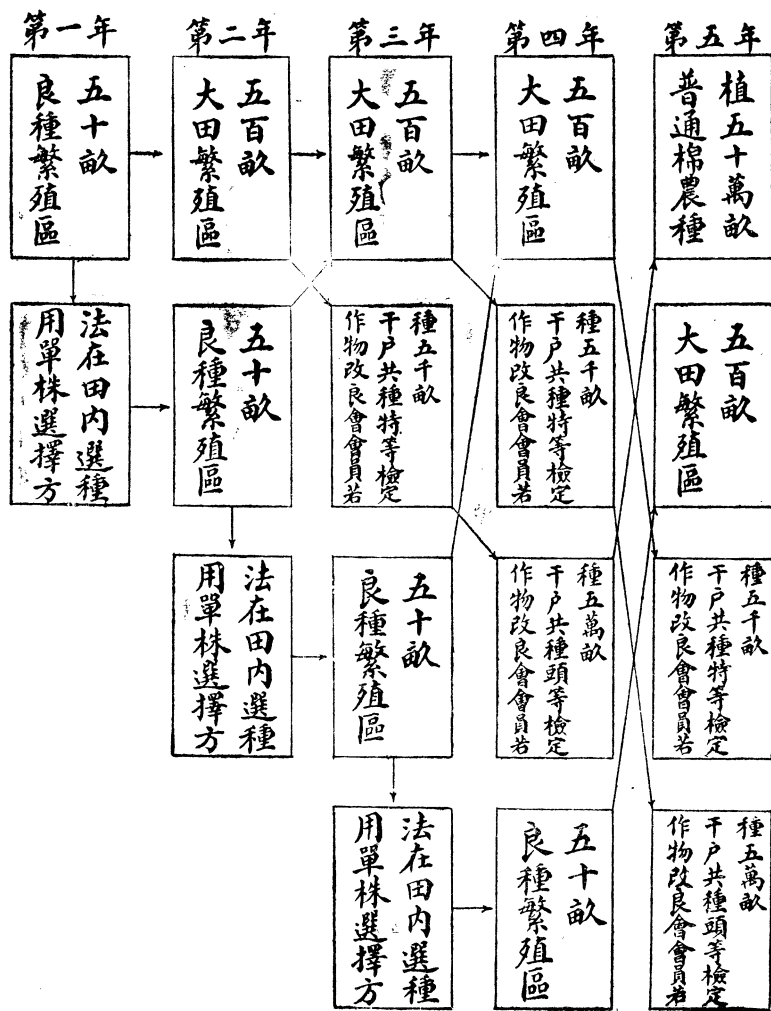 第一年
第二年
第三年
第四年
第五年
良種繁殖區
五十畝
大田繁殖區
五百畝
大田繁殖區
五百畝
大田繁殖區
五百畝
普通棉農種
植五十萬畝
用單株選擇方
法在田內選種
良種繁殖區
五十畝
作物改良會會員若
干戶共種特等檢定
種五千畝
作物改良會會員若
干戶共種特等檢定
種五千畝
大田繁殖區
五百畝
用單株選擇方
法在田內選種
良種繁殖區
五十畝
作物改良會會員若
干戶共種頭等檢定
種五萬畝
作物改良會會員若
干戶共種特等檢定
種五千畝
用單株選擇方
法在田內選種
良種繁殖區
五十畝
作物改良會會員若
干戶共種頭等檢定
種五萬畝